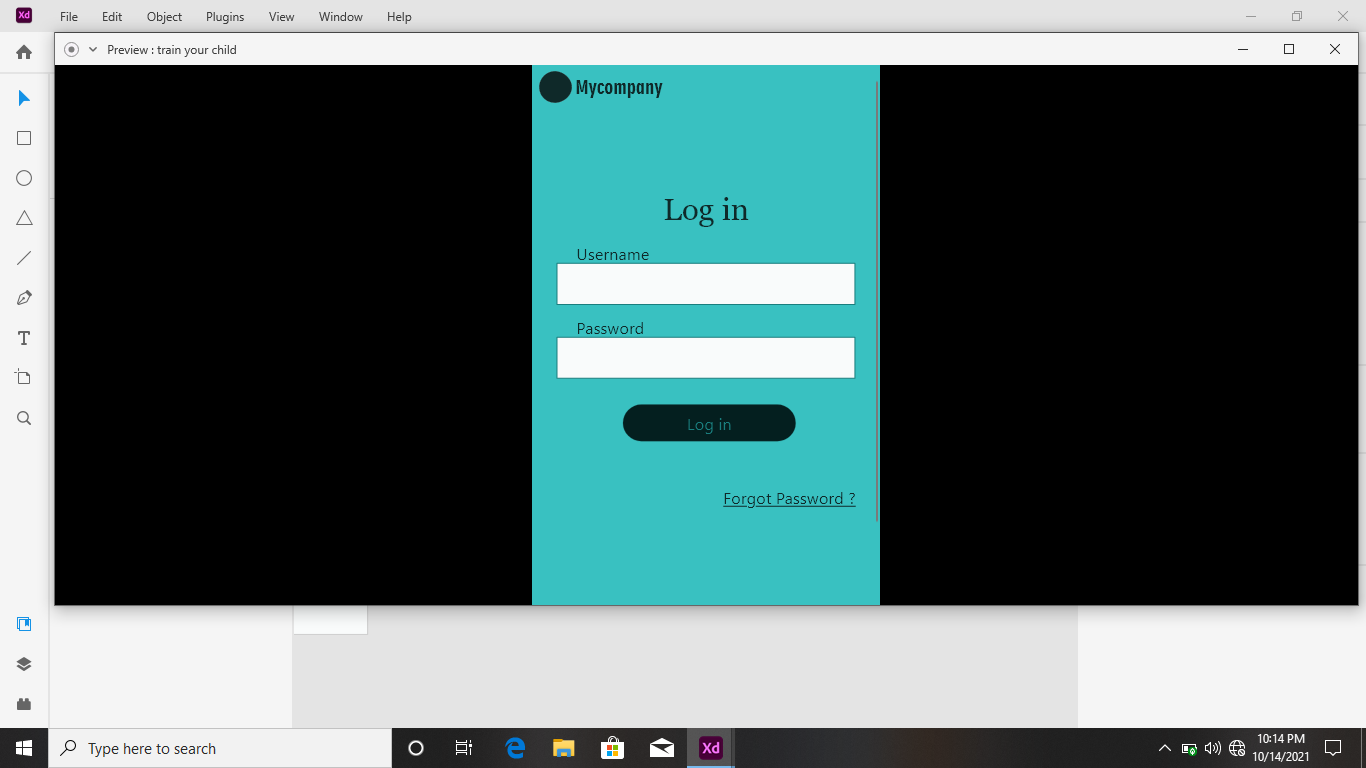 Xd File Edit Object Plugins View Window Help
Preview : train your child
Mycompany
Log in
Username
Password
Log in
Forgot Password ?
Type here to search
Xd
10:14 PM
10/14/2021